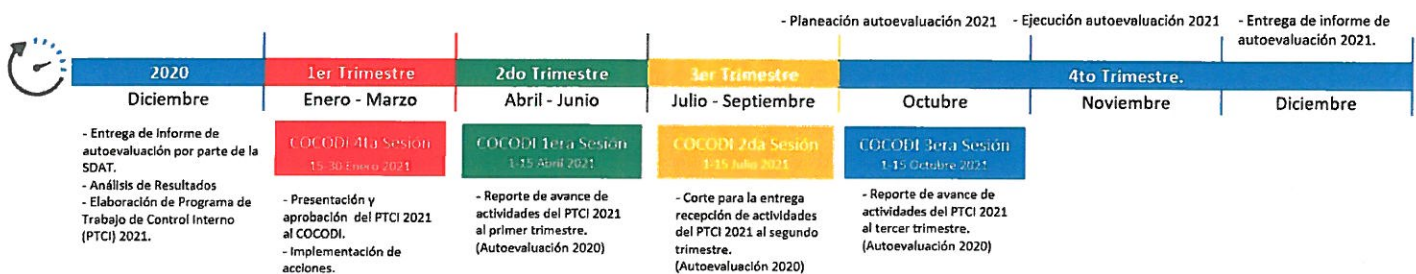 - Planeación autoevaluación 2021
- Ejecución autoevaluación 2021
- Entrega de informe de
autoevaluación 2021.
2020
1er Trimestre
2do Trimestre
3er Trimestre
4to Trimestre.
Diciembre
Enero - Marzo
Abril - Junio
Julio - Septiembre
Octubre
Noviembre
Diciembre
- Entrega de Informe de
autoevaluación por parte de la
SDAT.
- Análisis de Resultados
- Elaboración de Programa de
Trabajo de Control Interno
(PTCI) 2021.
COCODI 4ta Sesión
15-30 Enero 2021
- Presentación y
aprobación del PTCI 2021
al COCODI.
- Implementación de
acciones.
COCODI 1era Sesión
1-15 Abril 2021
- Reporte de avance de
actividades del PTCI 2021
al primer trimestre.
(Autoevaluación 2020)
COCODI 2da Sesión
1-15 Julio 2021
- Corte para la entrega
recepción de actividades
del PTCI 2021 al segundo
trimestre.
(Autoevaluación 2020)
COCODI 3era Sesión
1-15 Octubre 2021
- Reporte de avance de
actividades del PTCI 2021
al tercer trimestre.
(Autoevaluación 2020)